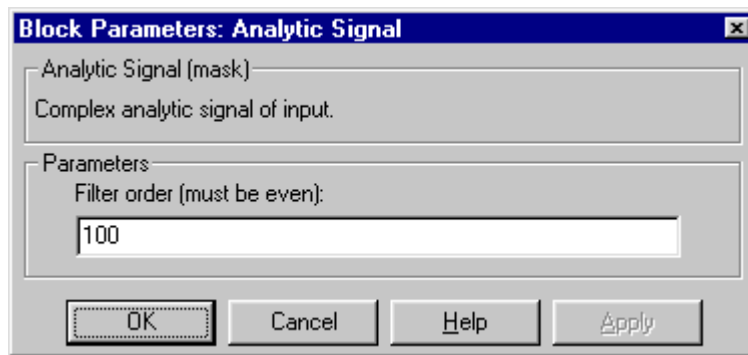 Block Parameters: Analytic Signal
Analytic Signal (mask)
Complex analytic signal of input.
Parameters
Filter order (must be even):
100
OK Cancel Help Apply